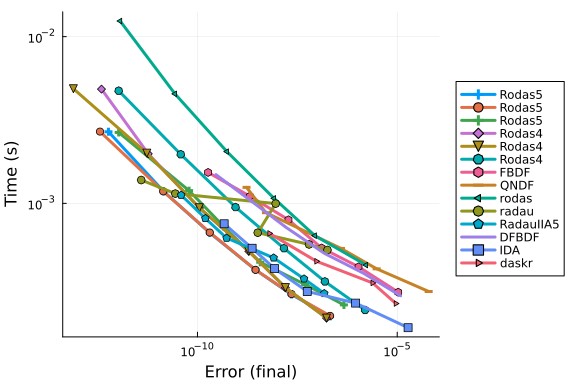 10⁻²
10⁻³
Time (s)
10⁻¹⁰
10⁻⁵
Error (final)
Rodas5
Rodas5
Rodas5
Rodas4
Rodas4
Rodas4
FBDF
QNDF
rodas
radau
RadauIIA5
DFBDF
IDA
daskr